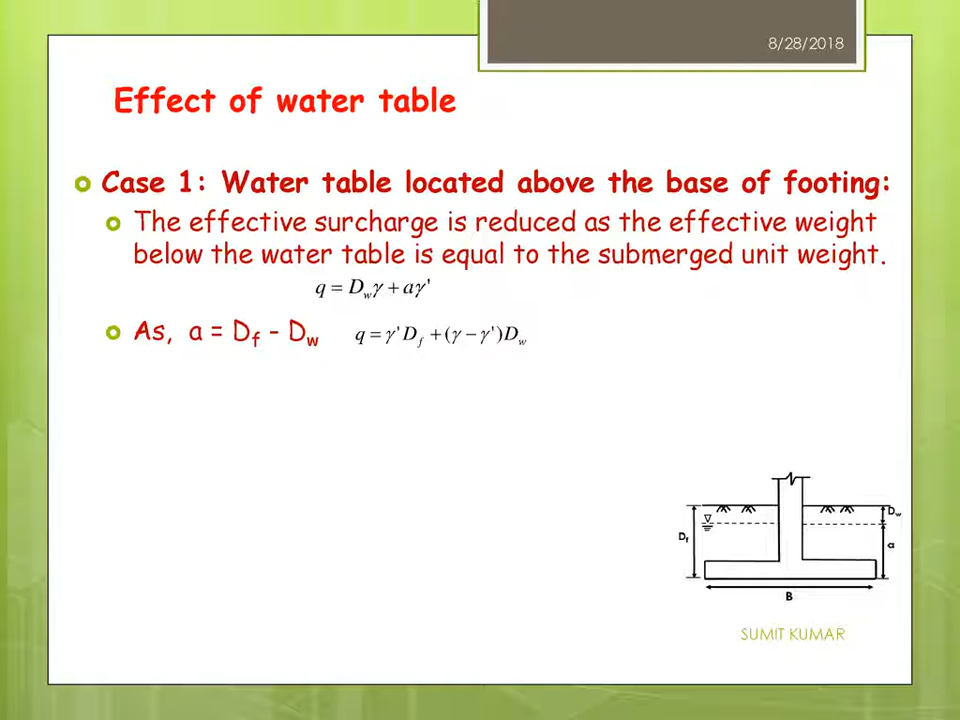 8/28/2018
Effect of water table
Case 1: Water table located above the base of footing:
The effective surcharge is reduced as the effective weight
below the water table is equal to the submerged unit weight.
q = D_wγ + aγ'
As, a = D_f - D_w q = γ'D_f + (γ − γ')D_w
D_w
D_f
a
B
SUMIT KUMAR